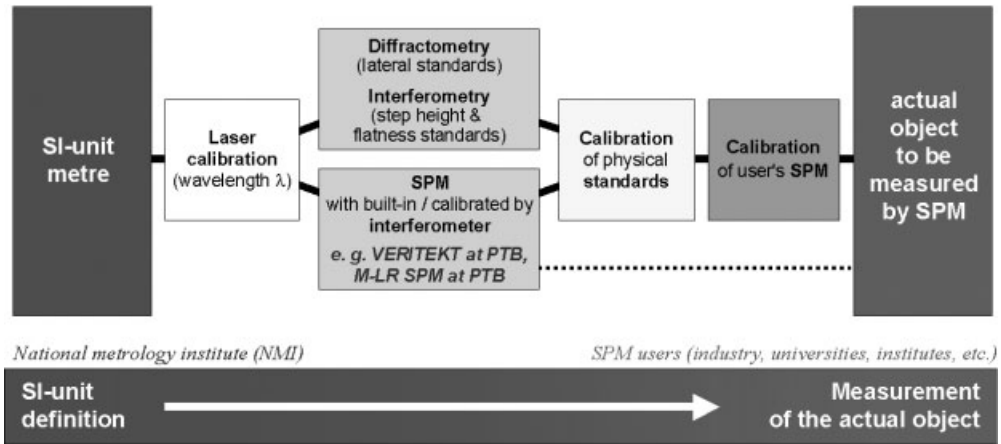 SI-unit
metre
Laser
calibration
(wavelength λ)
Diffractometry
(lateral standards)
Interferometry
(step height &
flatness standards)
SPM
with built-in / calibrated by
interferometer
e. g. VERITEKT at PTB,
M-LR SPM at PTB
Calibration
of physical
standards
Calibration
of user's SPM
actual
object
to be
measured
by SPM
National metrology institute (NMI)
SPM users (industry, universities, institutes, etc.)
SI-unit
definition
Measurement
of the actual object